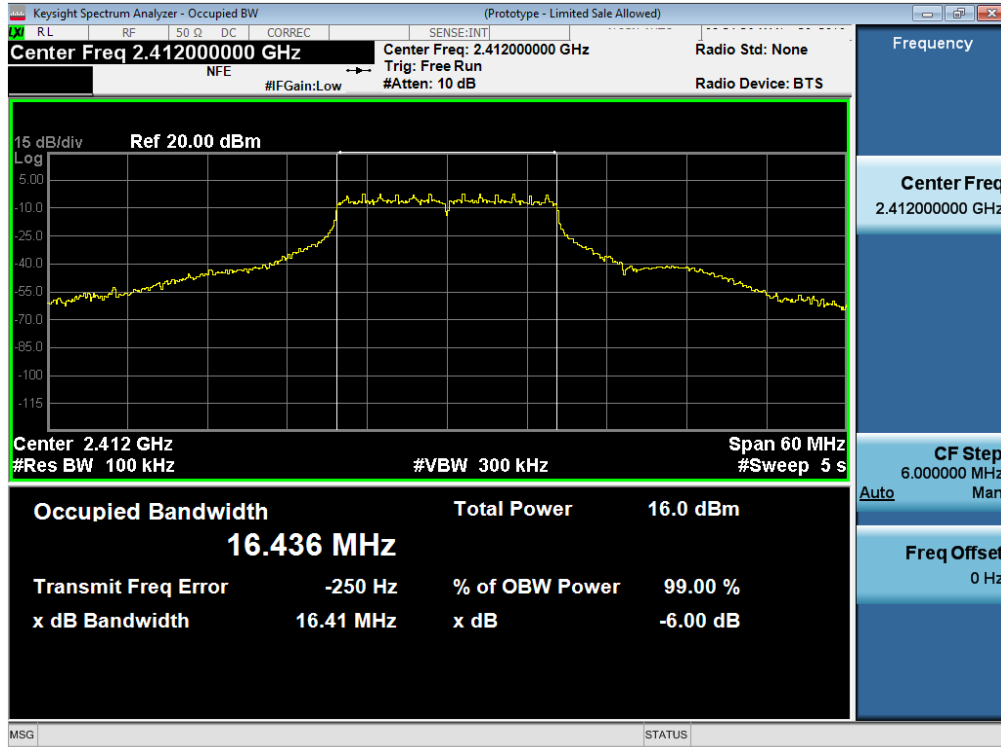 Keysight Spectrum Analyzer - Occupied BW (Prototype - Limited Sale Allowed)
LXI RL RF 50 Ω DC CORREC SENSE:INT
Center Freq 2.412000000 GHz
NFE
#IFGain:Low
Center Freq: 2.412000000 GHz
Trig: Free Run
#Atten: 10 dB
Radio Std: None
Radio Device: BTS
15 dB/div Ref 20.00 dBm
Log
5.00
-10.0
-25.0
-40.0
-55.0
-70.0
-85.0
-100
-115
Center 2.412 GHz Span 60 MHz
#Res BW 100 kHz #VBW 300 kHz #Sweep 5 s
Occupied Bandwidth Total Power 16.0 dBm
16.436 MHz
Transmit Freq Error -250 Hz % of OBW Power 99.00 %
x dB Bandwidth 16.41 MHz x dB -6.00 dB
Frequency
Center Freq
2.412000000 GHz
CF Step
6.000000 MHz
Auto Man
Freq Offset
0 Hz
MSG STATUS